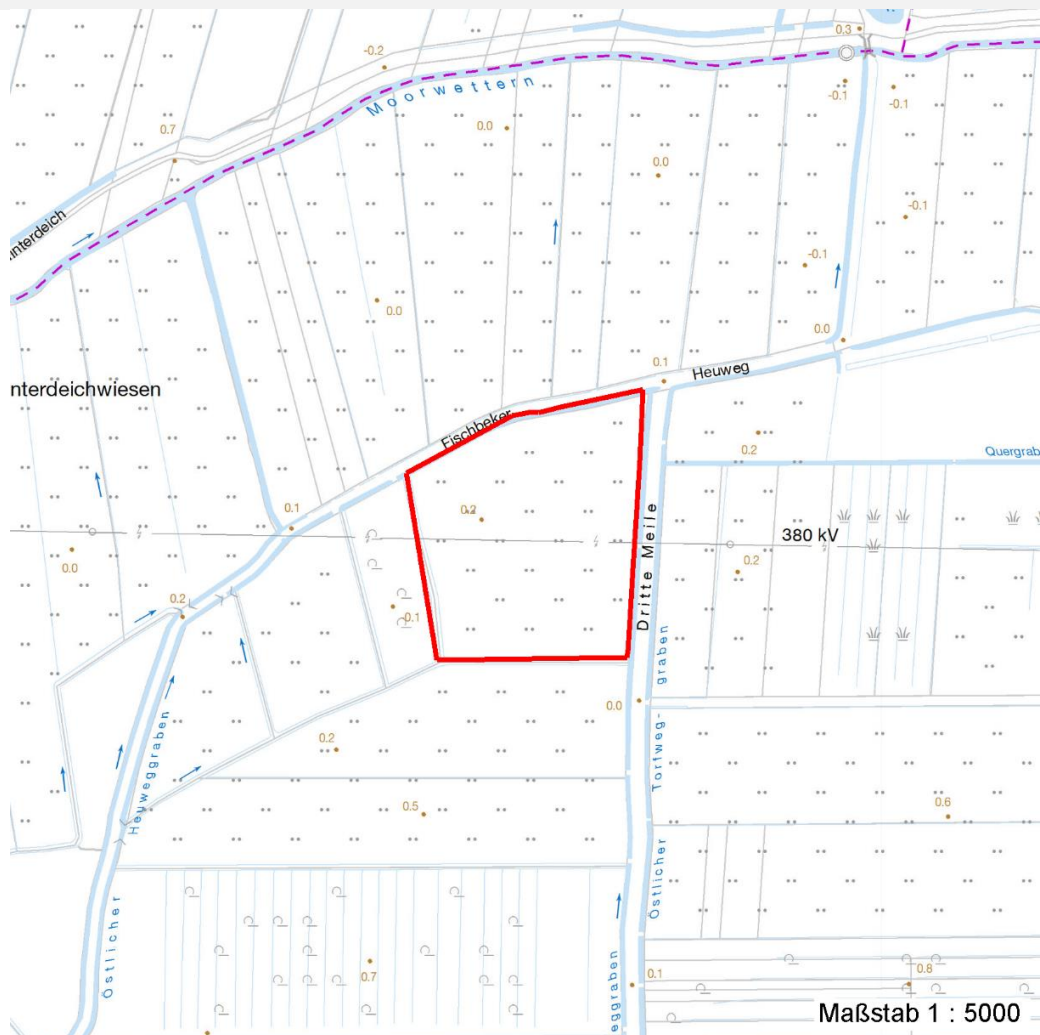 0.3
-0.2
Moorwettern
-0.1
-0.1
0.7
0.0
0.0
-0.1
nterdeich
-0.1
0.0
0.0
0.1
Heuweg
nterdeichwiesen
Fischbeker
0.2
Quergrab
0.2
0.1
380 kV
0.0
0.2
Dritte Meile
0.2
0.1
graben
0.0
0.2
Heuweggraben
Torfweg-
0.5
0.6
Östlicher
Östlicher
0.7
0.8
0.1
eggraben
Maßstab 1 : 5000